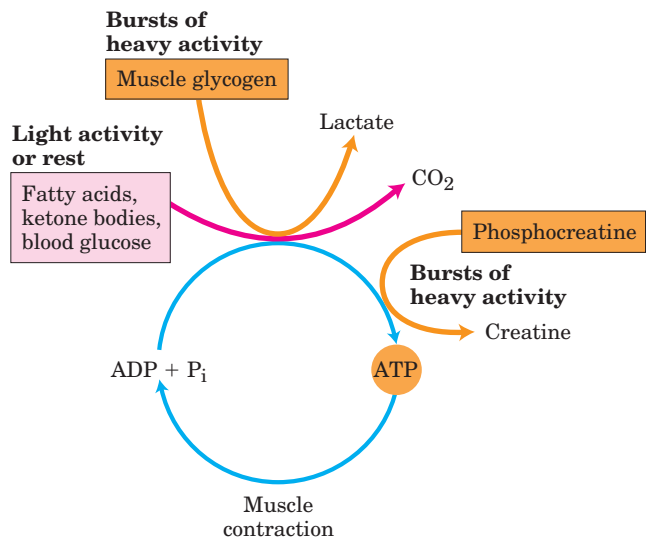 Bursts of
heavy activity
Muscle glycogen
Lactate
Light activity
or rest
CO₂
Fatty acids,
ketone bodies,
blood glucose
Phosphocreatine
Bursts of
heavy activity
Creatine
ADP + Pᵢ
ATP
Muscle
contraction